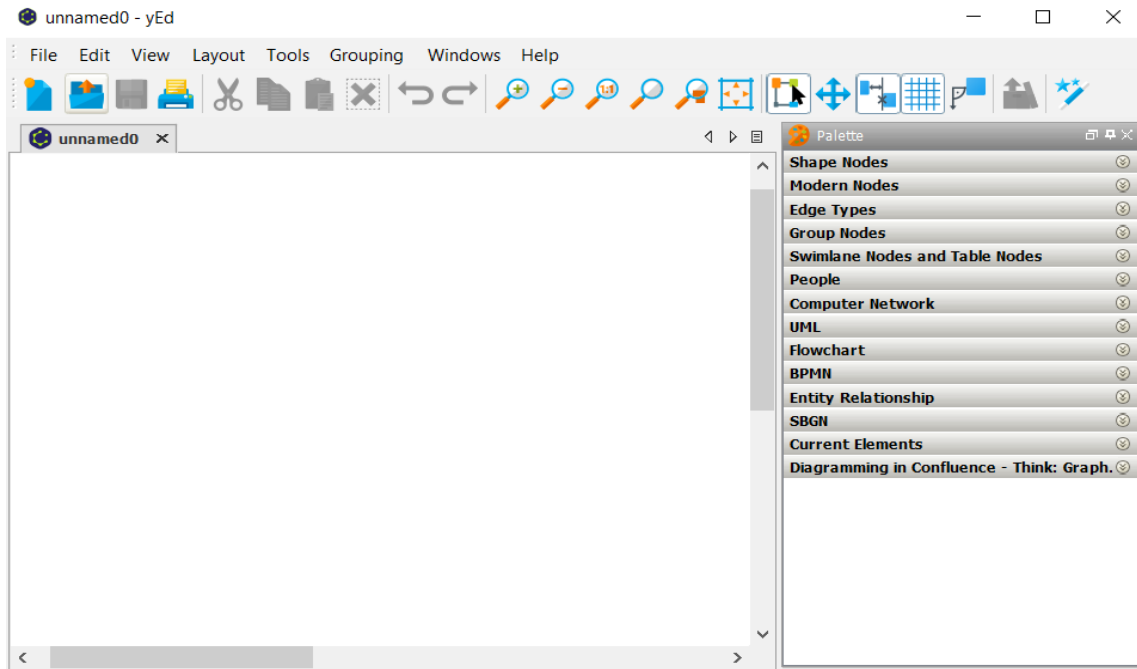 unnamed0 - yEd
File Edit View Layout Tools Grouping Windows Help
1:1
unnamed0
Palette
Shape Nodes
Modern Nodes
Edge Types
Group Nodes
Swimlane Nodes and Table Nodes
People
Computer Network
UML
Flowchart
BPMN
Entity Relationship
SBGN
Current Elements
Diagramming in Confluence - Think: Graph.